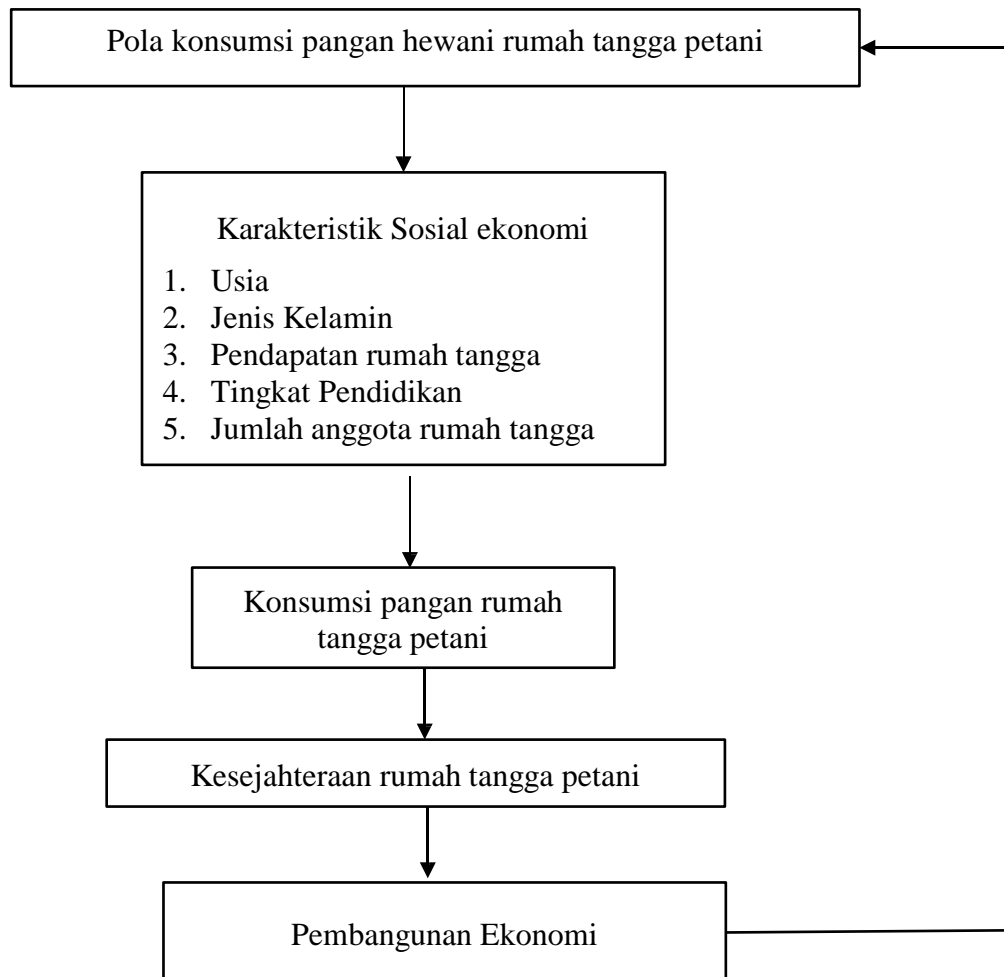 Pola konsumsi pangan hewani rumah tangga petani
Karakteristik Sosial ekonomi
1. Usia
2. Jenis Kelamin
3. Pendapatan rumah tangga
4. Tingkat Pendidikan
5. Jumlah anggota rumah tangga
Konsumsi pangan rumah
tangga petani
Kesejahteraan rumah tangga petani
Pembangunan Ekonomi